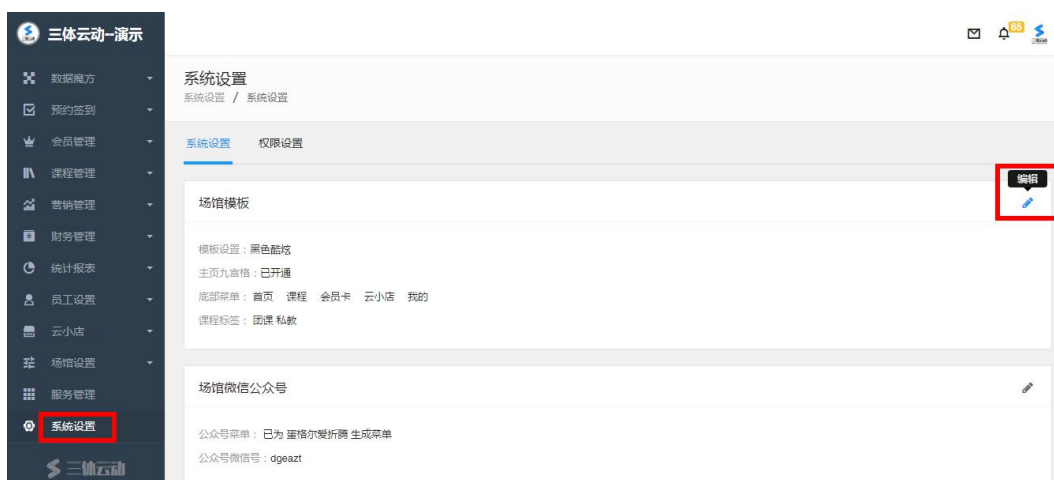 三体云动-演示
65
数据魔方
预约签到
会员管理
课程管理
营销管理
财务管理
统计报表
员工设置
云小店
场馆设置
服务管理
系统设置
三体云动
系统设置
系统设置 / 系统设置
系统设置 权限设置
编辑
场馆模板
模板设置：黑色酷炫
主页九宫格：已开通
底部菜单： 首页 课程 会员卡 云小店 我的
课程标签： 团课 私教
场馆微信公众号
公众号菜单： 已为 蛋格尔爱折腾 生成菜单
公众号微信号：dgeazt